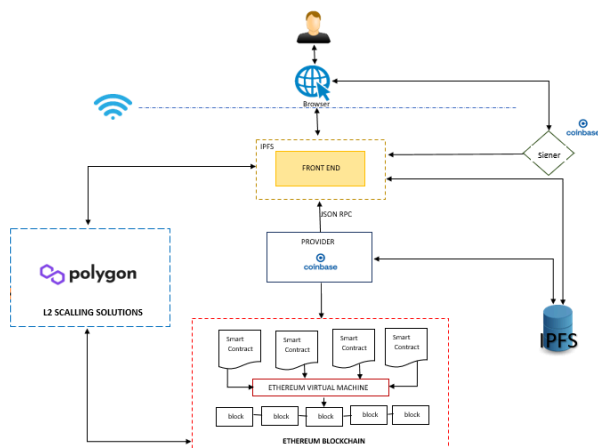 Browser
IPFS
FRONT END
coinbase
Siener
JSON RPC
PROVIDER
coinbase
polygon
L2 SCALLING SOLUTIONS
IPFS
Smart
Contract
Smart
Contract
Smart
Contract
Smart
Contract
ETHEREUM VIRTUAL MACHINE
block
block
block
block
block
ETHEREUM BLOCKCHAIN